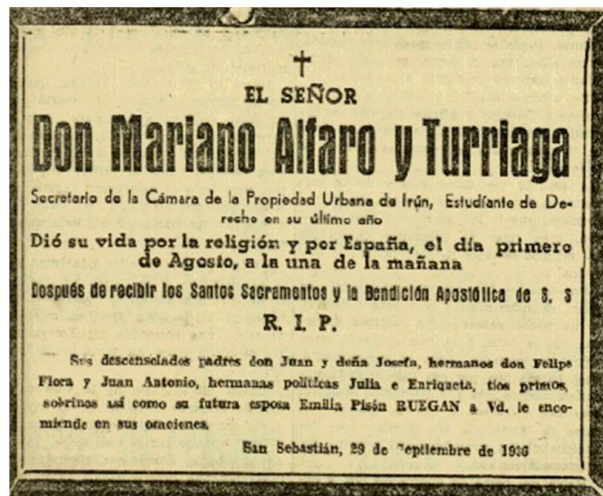 EL SEÑOR
Don Mariano Alfaro y Turriaga
Secretario de la Cámara de la Propiedad Urbana de Irún, Estudiante de De-
recho en su último año
Dió su vida por la religión y por España, el día primero
de Agosto, a la una de la mañana
Después de recibir los Santos Sacramentos y la Bendición Apostólica de S. S
R. I. P.
Sus desconsolados padres don Juan y doña Josefa, hermanos don Felipe
Flora y Juan Antonio, hermanas políticas Julia e Enriqueta, tíos primos,
sobrinos así como su futura esposa Emilia Pisón RUEGAN a Vd. le enco-
miende en sus oraciones.
San Sebastián, 29 de Septiembre de 1936